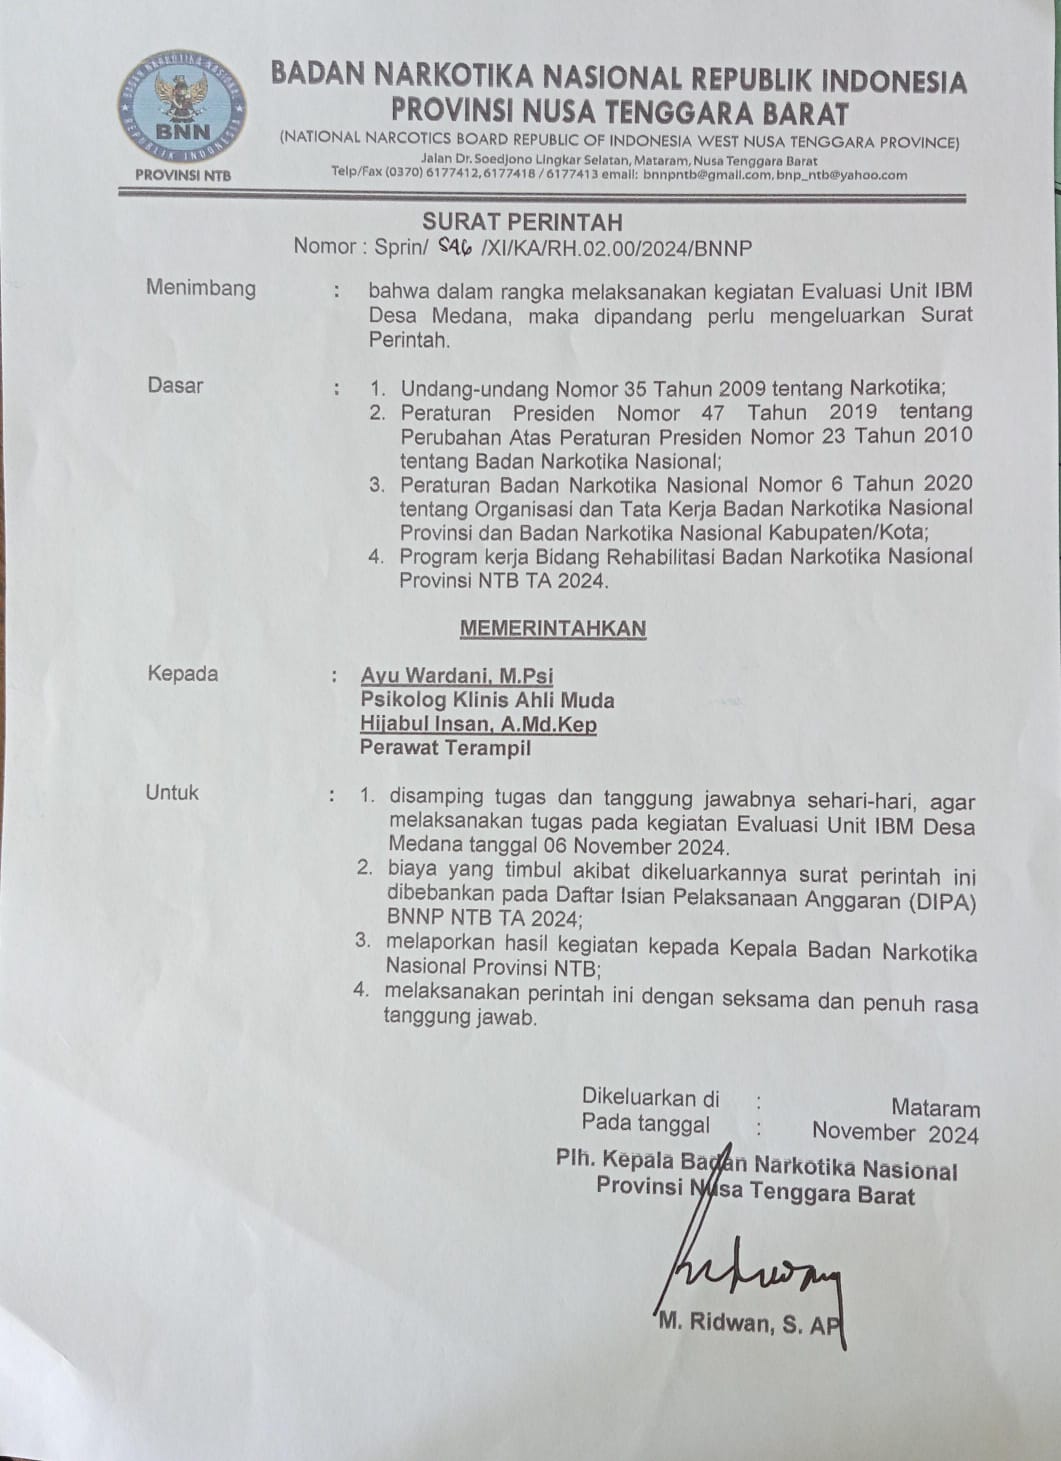 BADAN NARKOTIKA NASIONAL
BNN
REPUBLIK INDONESIA
PROVINSI NTB
BADAN NARKOTIKA NASIONAL REPUBLIK INDONESIA
PROVINSI NUSA TENGGARA BARAT
(NATIONAL NARCOTICS BOARD REPUBLIC OF INDONESIA WEST NUSA TENGGARA PROVINCE)
Jalan Dr. Soedjono Lingkar Selatan, Mataram, Nusa Tenggara Barat
Telp/Fax (0370) 6177412, 6177418 / 6177413 email: bnnpntb@gmail.com, bnp_ntb@yahoo.com
SURAT PERINTAH
Nomor : Sprin/ 546 /XI/KA/RH.02.00/2024/BNNP
Menimbang : bahwa dalam rangka melaksanakan kegiatan Evaluasi Unit IBM
Desa Medana, maka dipandang perlu mengeluarkan Surat
Perintah.
Dasar : 1. Undang-undang Nomor 35 Tahun 2009 tentang Narkotika;
2. Peraturan Presiden Nomor 47 Tahun 2019 tentang
Perubahan Atas Peraturan Presiden Nomor 23 Tahun 2010
tentang Badan Narkotika Nasional;
3. Peraturan Badan Narkotika Nasional Nomor 6 Tahun 2020
tentang Organisasi dan Tata Kerja Badan Narkotika Nasional
Provinsi dan Badan Narkotika Nasional Kabupaten/Kota;
4. Program kerja Bidang Rehabilitasi Badan Narkotika Nasional
Provinsi NTB TA 2024.
MEMERINTAHKAN
Kepada : Ayu Wardani, M.Psi
Psikolog Klinis Ahli Muda
Hijabul Insan, A.Md.Kep
Perawat Terampil
Untuk : 1. disamping tugas dan tanggung jawabnya sehari-hari, agar
melaksanakan tugas pada kegiatan Evaluasi Unit IBM Desa
Medana tanggal 06 November 2024.
2. biaya yang timbul akibat dikeluarkannya surat perintah ini
dibebankan pada Daftar Isian Pelaksanaan Anggaran (DIPA)
BNNP NTB TA 2024;
3. melaporkan hasil kegiatan kepada Kepala Badan Narkotika
Nasional Provinsi NTB;
4. melaksanakan perintah ini dengan seksama dan penuh rasa
tanggung jawab.
Dikeluarkan di : Mataram
Pada tanggal : November 2024
Plh. Kepala Badan Narkotika Nasional
Provinsi Nusa Tenggara Barat
M. Ridwan, S. AP